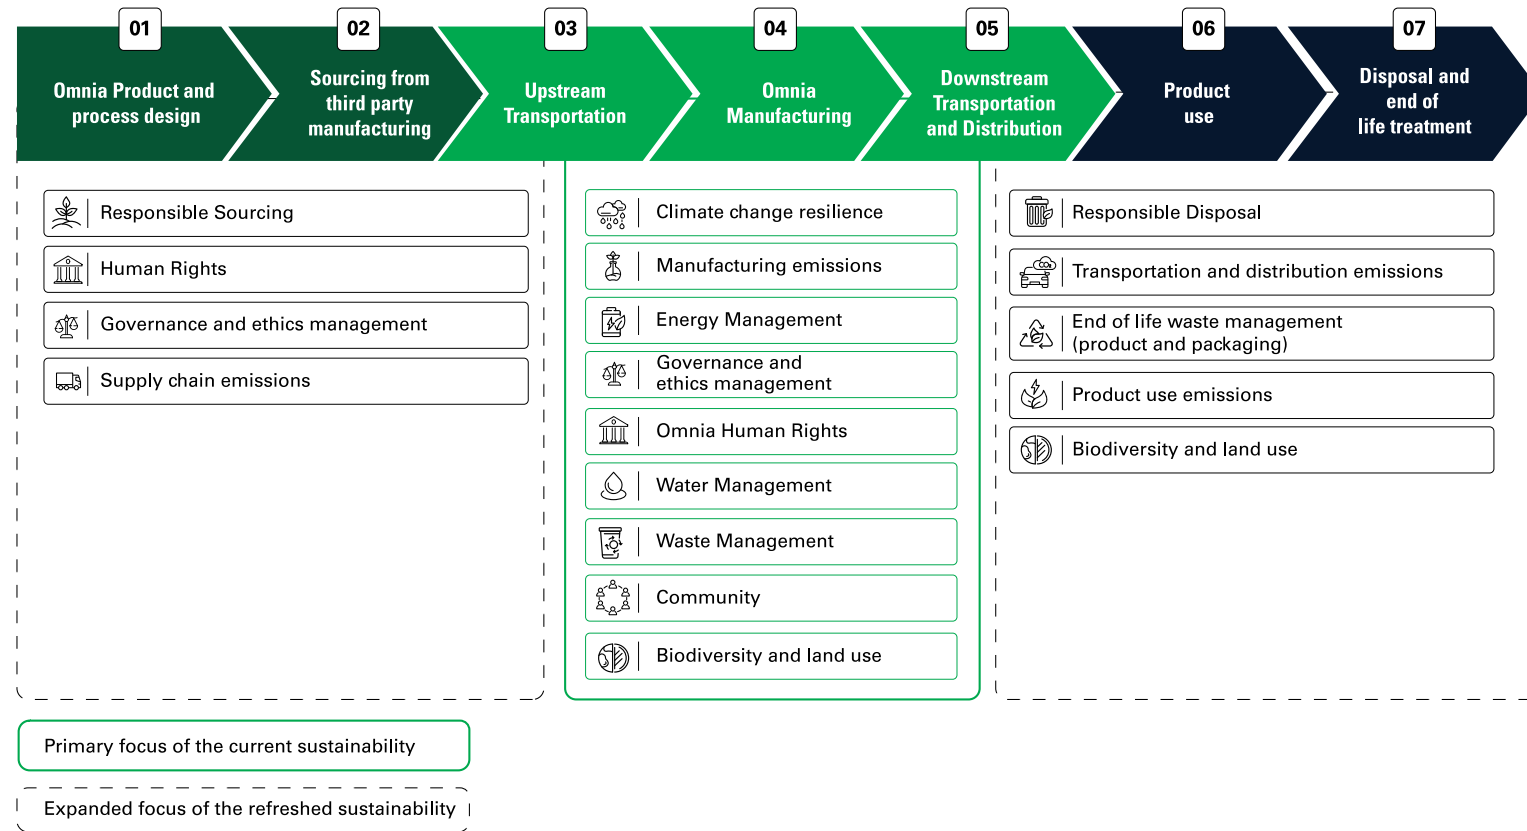 01
Omnia Product and
process design
02
Sourcing from
third party
manufacturing
03
Upstream
Transportation
04
Omnia
Manufacturing
05
Downstream
Transportation
and Distribution
06
Product
use
07
Disposal and
end of
life treatment
Responsible Sourcing
Human Rights
Governance and ethics management
Supply chain emissions
Climate change resilience
Manufacturing emissions
Energy Management
Governance and
ethics management
Omnia Human Rights
Water Management
Waste Management
Community
Biodiversity and land use
Responsible Disposal
CO₂
Transportation and distribution emissions
End of life waste management
(product and packaging)
Product use emissions
Biodiversity and land use
Primary focus of the current sustainability
Expanded focus of the refreshed sustainability